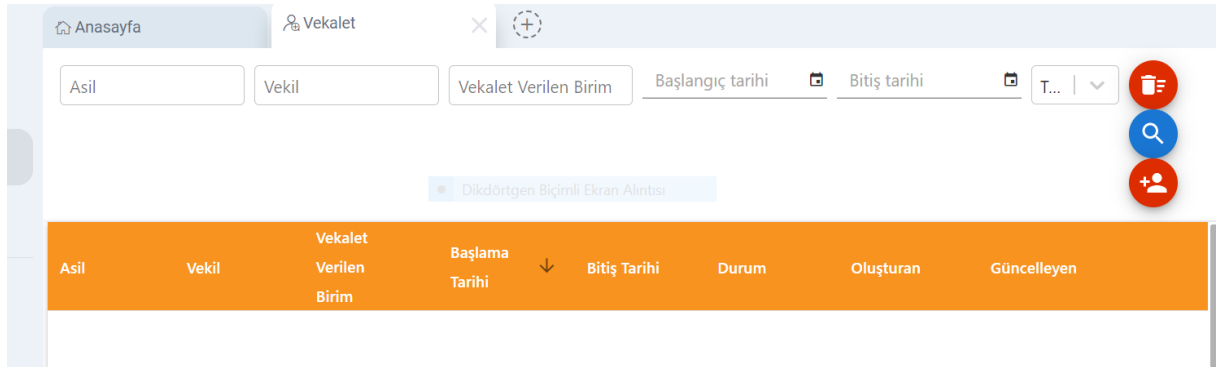 Anasayfa
Vekalet
Asil
Vekil
Vekalet Verilen Birim
Başlangıç tarihi
Bitiş tarihi
T...
Dikdörtgen Biçimli Ekran Alıntısı
Asil
Vekil
Vekalet
Verilen
Birim
Başlama
Tarihi
Bitiş Tarihi
Durum
Oluşturan
Güncelleyen